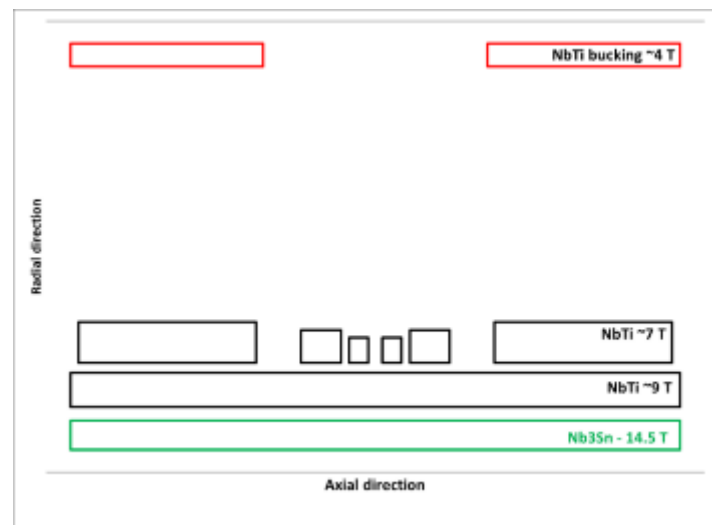 NbTi bucking ~4 T
Radial direction
NbTi ~7 T
NbTi ~9 T
Nb3Sn - 14.5 T
Axial direction